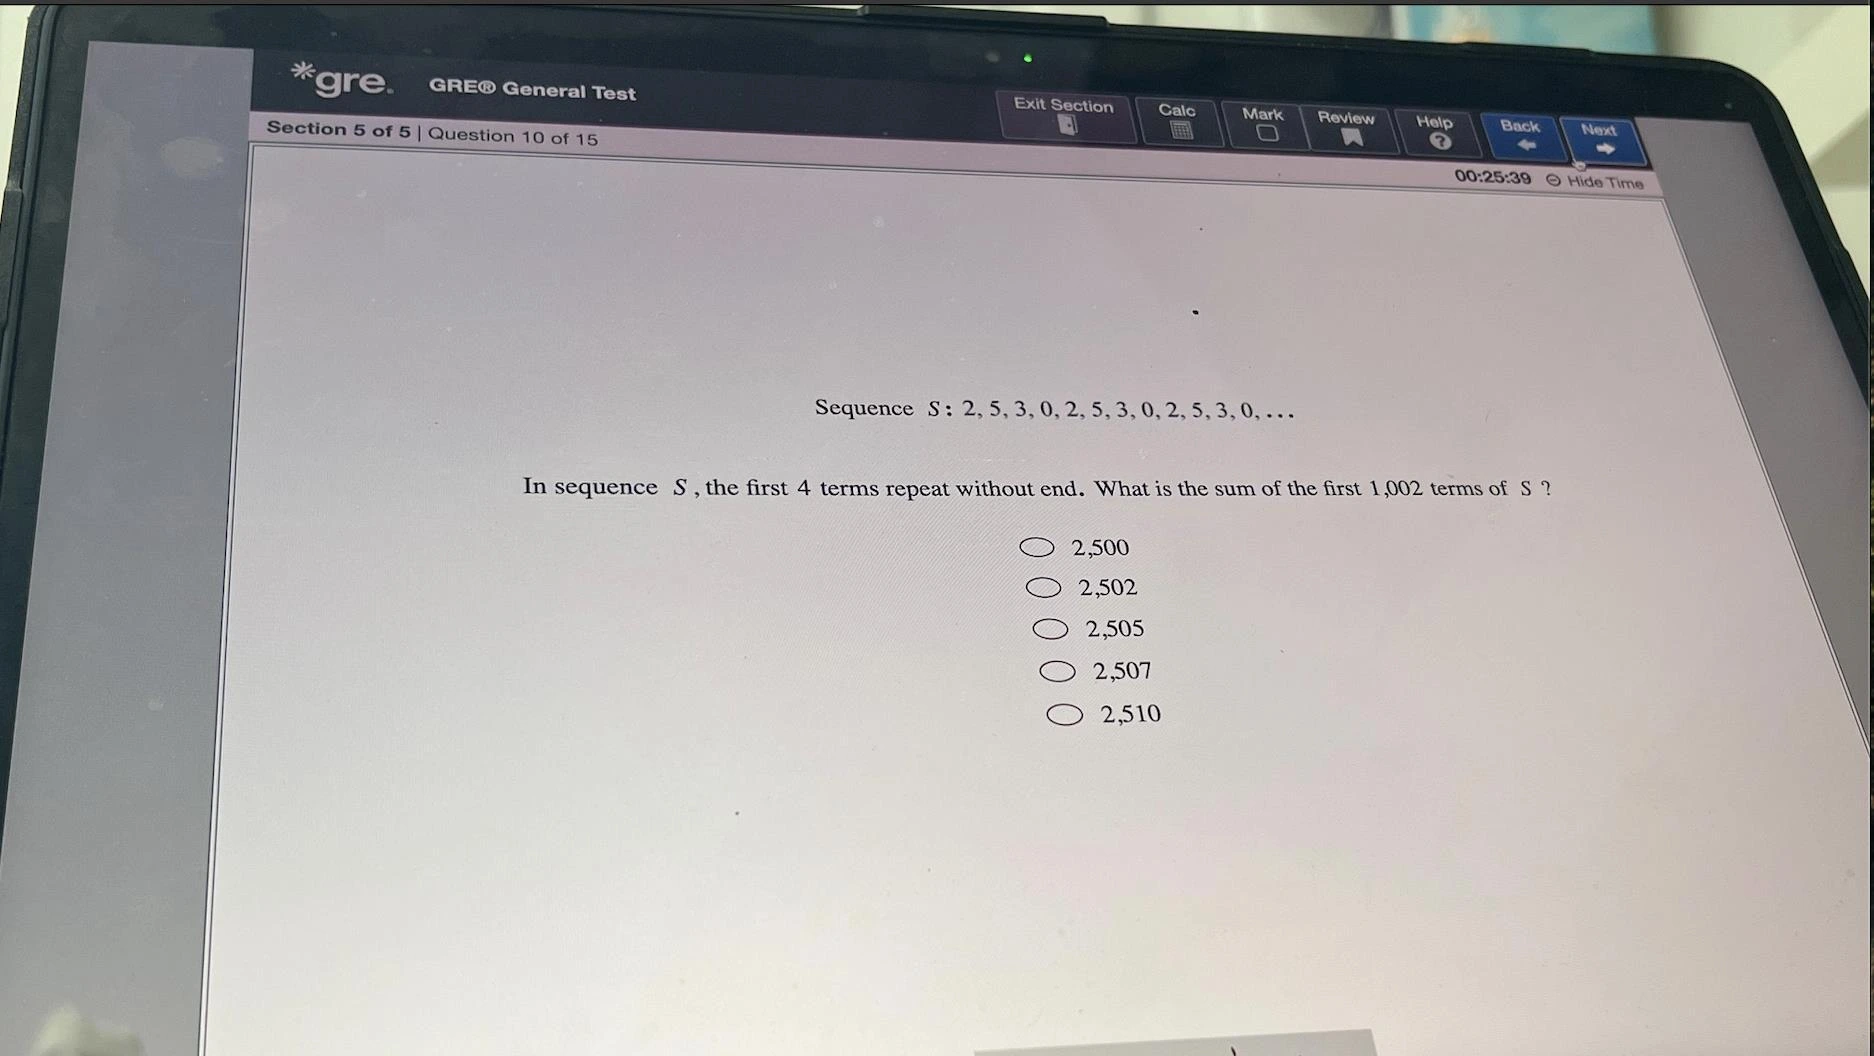 *gre. GRE® General Test
Exit Section Calc Mark Review Help Back Next
Section 5 of 5 | Question 10 of 15
00:25:39 Hide Time
Sequence S: 2, 5, 3, 0, 2, 5, 3, 0, 2, 5, 3, 0, ...
In sequence S, the first 4 terms repeat without end. What is the sum of the first 1,002 terms of S ?
2,500
2,502
2,505
2,507
2,510